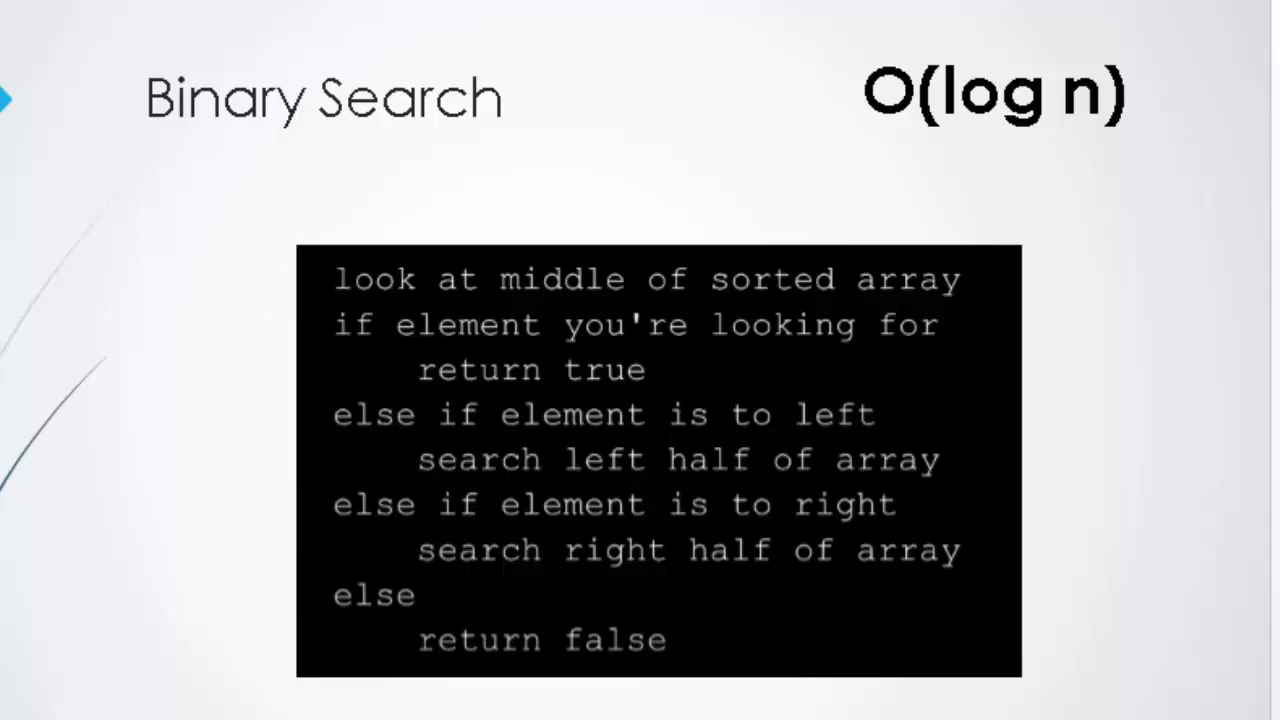 Binary Search
O(log n)
look at middle of sorted array
if element you're looking for
return true
else if element is to left
search left half of array
else if element is to right
search right half of array
else
return false